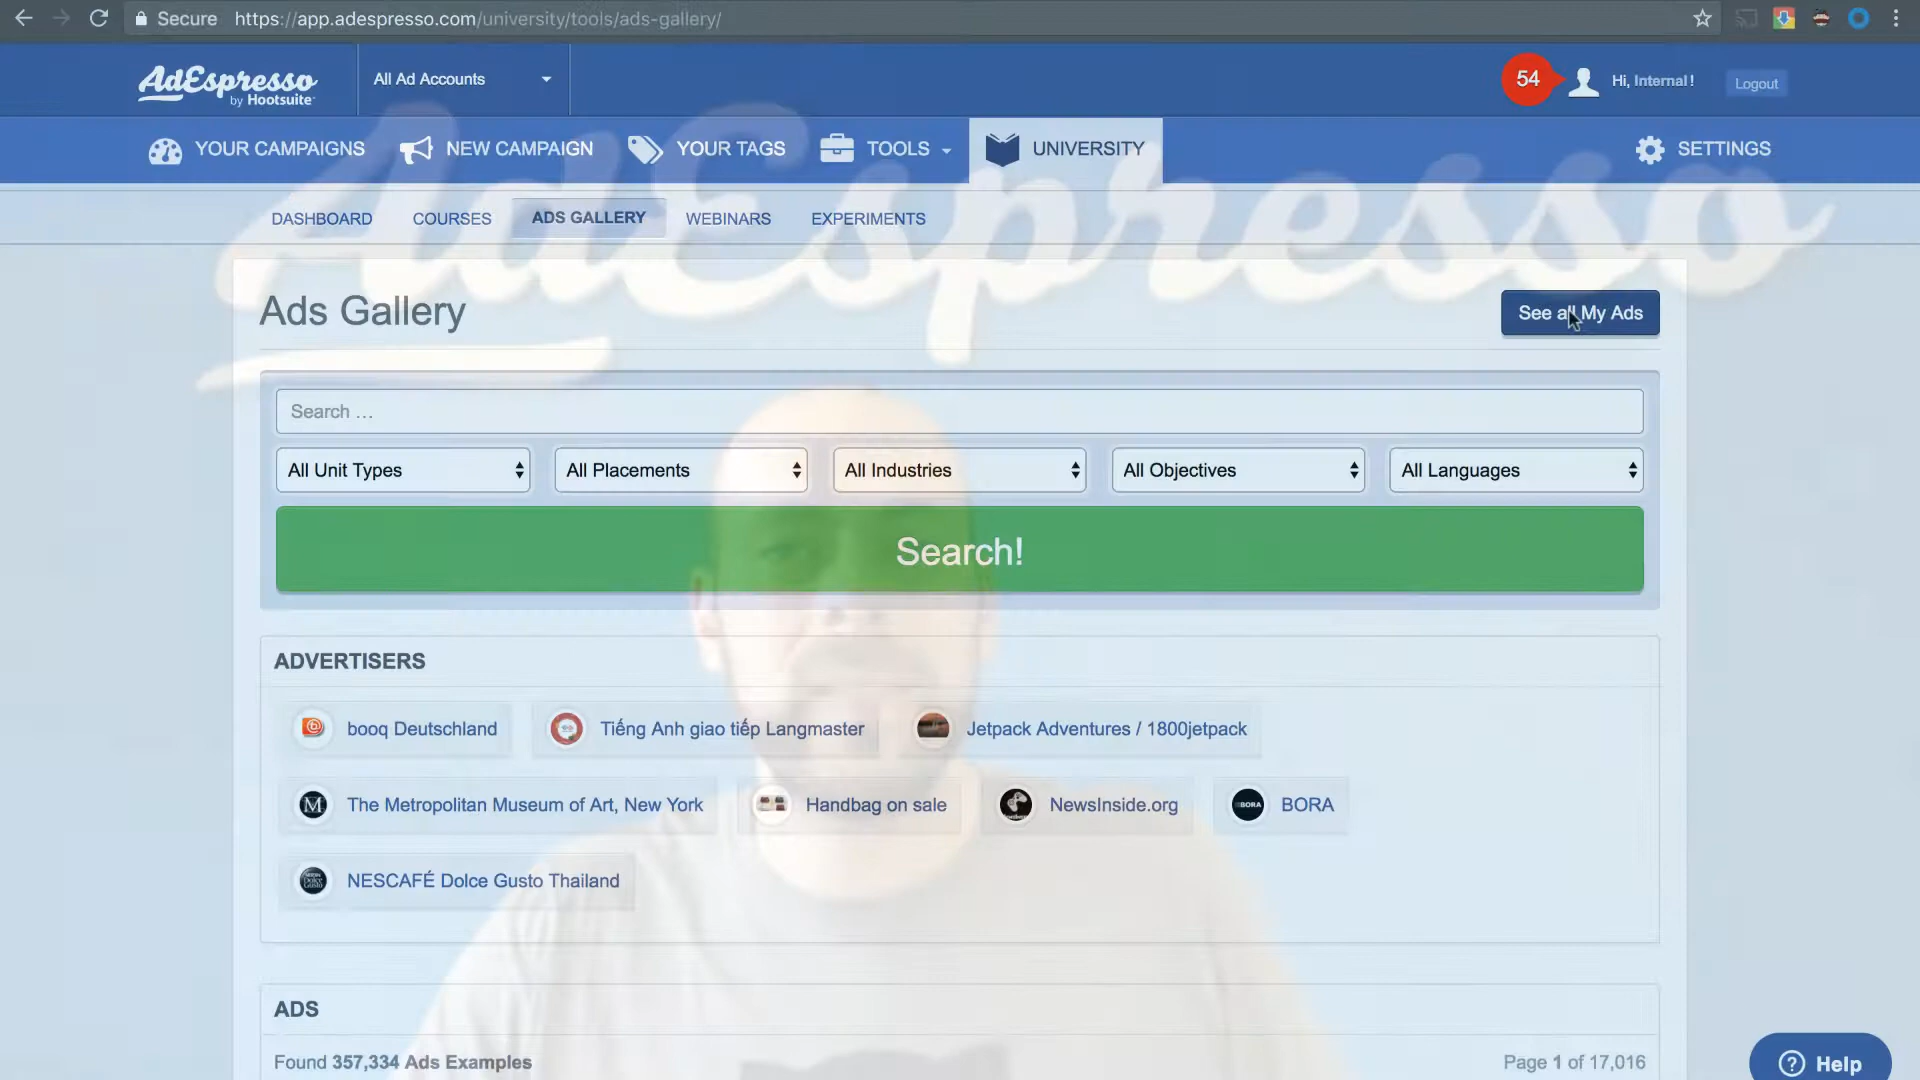 Secure https://app.adespresso.com/university/tools/ads-gallery/
AdEspresso
by Hootsuite
All Ad Accounts
54
Hi, Internal!
Logout
YOUR CAMPAIGNS
NEW CAMPAIGN
YOUR TAGS
TOOLS
UNIVERSITY
SETTINGS
DASHBOARD
COURSES
ADS GALLERY
WEBINARS
EXPERIMENTS
AdEspresso
Ads Gallery
See all My Ads
Search ...
All Unit Types
All Placements
All Industries
All Objectives
All Languages
Search!
ADVERTISERS
booq Deutschland
Tiếng Anh giao tiếp Langmaster
Jetpack Adventures / 1800jetpack
M
The Metropolitan Museum of Art, New York
Handbag on sale
NewsInside.org
BORA
BORA
NESCAFÉ Dolce Gusto Thailand
ADS
Found 357,334 Ads Examples
Page 1 of 17,016
? Help